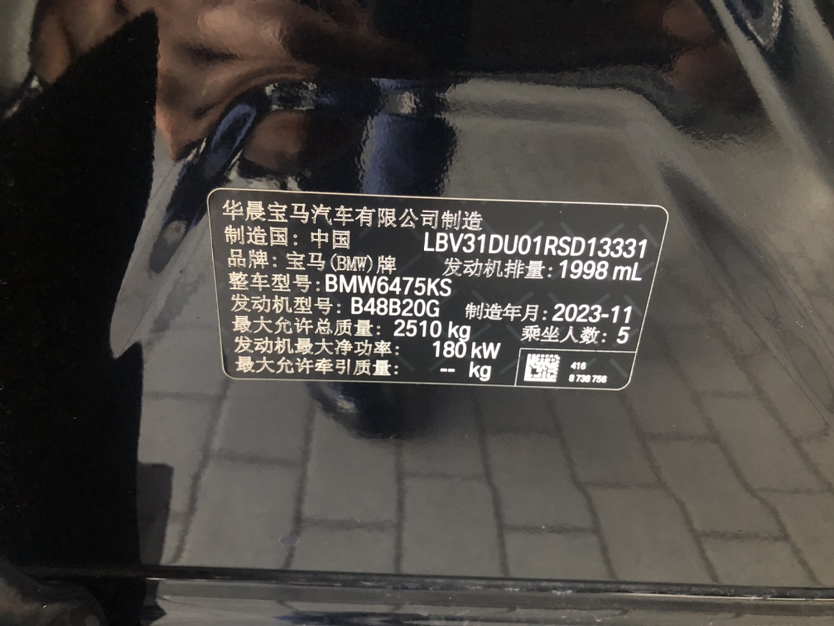 华晨宝马汽车有限公司制造
制造国：中国 LBV31DU01RSD13331
品牌：宝马(BMW)牌 发动机排量：1998 mL
整车型号：BMW6475KS
发动机型号：B48B20G 制造年月：2023-11
最大允许总质量：2510 kg 乘坐人数：5
发动机最大净功率： 180 kW
最大允许牵引质量： -- kg
416
8 738 756